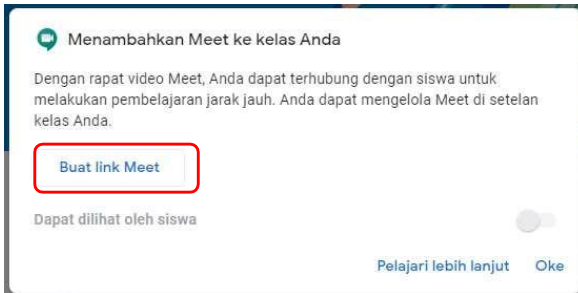 Menambahkan Meet ke kelas Anda
Dengan rapat video Meet, Anda dapat terhubung dengan siswa untuk
melakukan pembelajaran jarak jauh. Anda dapat mengelola Meet di setelan
kelas Anda.
Buat link Meet
Dapat dilihat oleh siswa
Pelajari lebih lanjut Oke